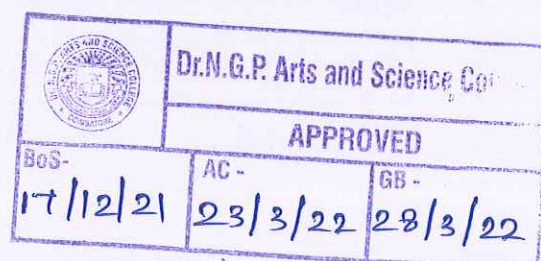 Dr.N.G.P. Arts and Science Co
APPROVED
BoS-
17/12/21
AC -
23/3/22
GB -
28/3/22